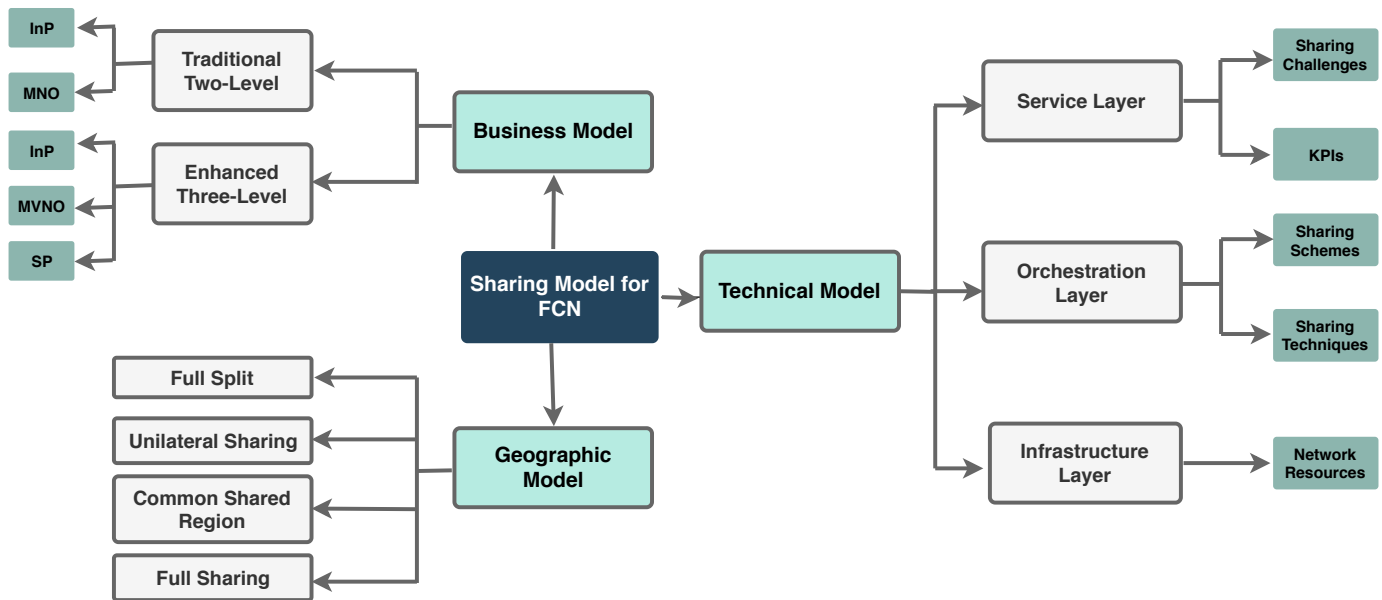 InP
MNO
Traditional
Two-Level
InP
MVNO
SP
Enhanced
Three-Level
Business Model
Sharing Model for
FCN
Geographic
Model
Full Split
Unilateral Sharing
Common Shared
Region
Full Sharing
Technical Model
Service Layer
Sharing
Challenges
KPIs
Orchestration
Layer
Sharing
Schemes
Sharing
Techniques
Infrastructure
Layer
Network
Resources